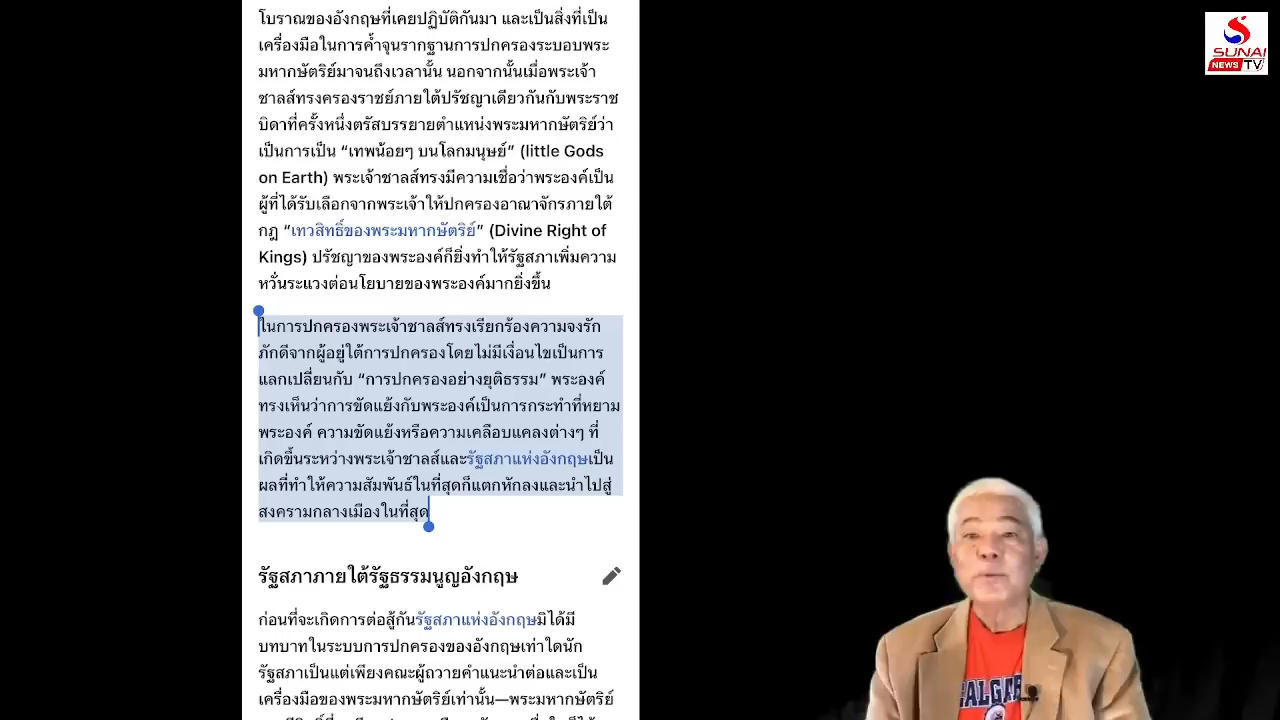 โบราณของอังกฤษที่เคยปฏิบัติกันมา และเป็นสิ่งที่เป็น
เครื่องมือในการค้ำจุนรากฐานการปกครองระบอบพระ
มหากษัตริย์มาจนถึงเวลานั้น นอกจากนั้นเมื่อพระเจ้า
ชาลส์ทรงครองราชย์ภายใต้ปรัชญาเดียวกันกับพระราช
บิดาที่ครั้งหนึ่งตรัสบรรยายตำแหน่งพระมหากษัตริย์ว่า
เป็นการเป็น “เทพน้อยๆ บนโลกมนุษย์” (little Gods
on Earth) พระเจ้าชาลส์ทรงมีความเชื่อว่าพระองค์เป็น
ผู้ที่ได้รับเลือกจากพระเจ้าให้ปกครองอาณาจักรภายใต้
กฎ “เทวสิทธิ์ของพระมหากษัตริย์” (Divine Right of
Kings) ปรัชญาของพระองค์ก็ยิ่งทำให้รัฐสภาเพิ่มความ
หวั่นระแวงต่อนโยบายของพระองค์มากยิ่งขึ้น
ในการปกครองพระเจ้าชาลส์ทรงเรียกร้องความจงรัก
ภักดีจากผู้อยู่ใต้การปกครองโดยไม่มีเงื่อนไขเป็นการ
แลกเปลี่ยนกับ “การปกครองอย่างยุติธรรม” พระองค์
ทรงเห็นว่าการขัดแย้งกับพระองค์เป็นการกระทำที่หยาม
พระองค์ ความขัดแย้งหรือความเคลือบแคลงต่างๆ ที่
เกิดขึ้นระหว่างพระเจ้าชาลส์และรัฐสภาแห่งอังกฤษเป็น
ผลที่ทำให้ความสัมพันธ์ในที่สุดก็แตกหักลงและนำไปสู่
สงครามกลางเมืองในที่สุด
รัฐสภาภายใต้รัฐธรรมนูญอังกฤษ
ก่อนที่จะเกิดการต่อสู้กันรัฐสภาแห่งอังกฤษมิได้มี
บทบาทในระบบการปกครองของอังกฤษเท่าใดนัก
รัฐสภาเป็นแต่เพียงคณะผู้ถวายคำแนะนำต่อและเป็น
เครื่องมือของพระมหากษัตริย์เท่านั้น—พระมหากษัตริย์
SUNAI
NEWS TV